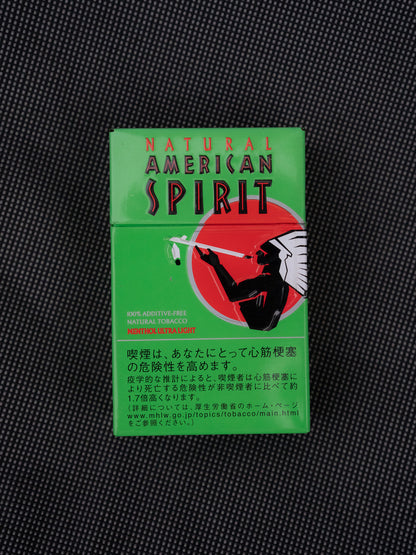 NATURAL
AMERICAN
SPIRIT
100% ADDITIVE-FREE
NATURAL TOBACCO
MENTHOL ULTRA LIGHT
喫煙は、あなたにとって心筋梗塞
の危険性を高めます。
疫学的な推計によると、喫煙者は心筋梗塞に
より死亡する危険性が非喫煙者に比べて約
1.7倍高くなります。
(詳細については、厚生労働省のホーム・ページ
www.mhlw.go.jp/topics/tobacco/main.html
をご参照ください。)